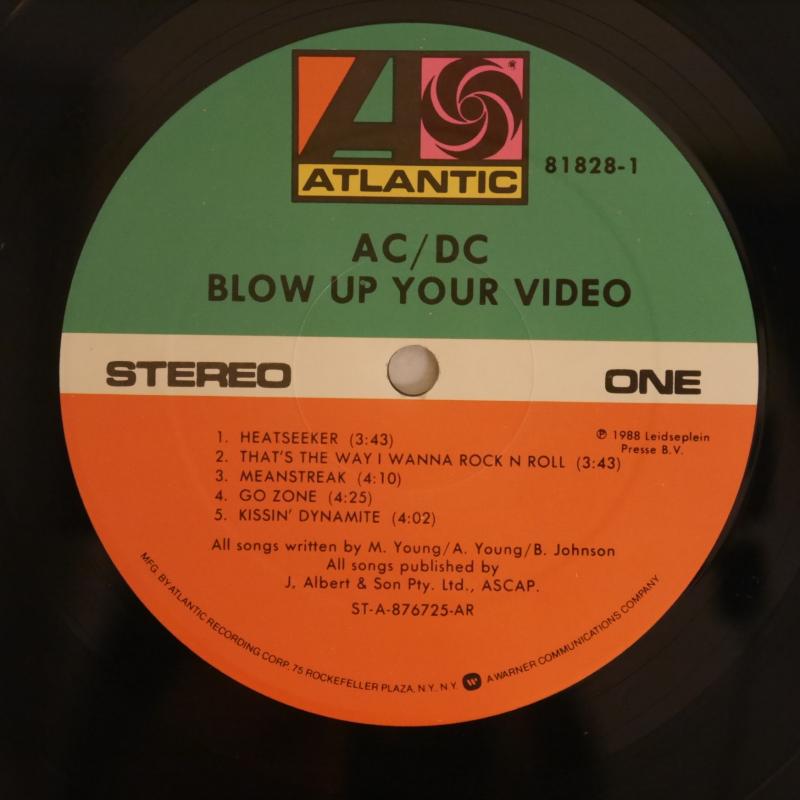 ATLANTIC
81828-1
AC/DC
BLOW UP YOUR VIDEO
STEREO
ONE
℗ 1988 Leidseplein
Presse B.V.
1. HEATSEEKER (3:43)
2. THAT'S THE WAY I WANNA ROCK N ROLL (3:43)
3. MEANSTREAK (4:10)
4. GO ZONE (4:25)
5. KISSIN' DYNAMITE (4:02)
All songs written by M. Young/A. Young/B. Johnson
All songs published by
J. Albert & Son Pty. Ltd., ASCAP.
ST-A-876725-AR
MFG. BY ATLANTIC RECORDING CORP. 75 ROCKEFELLER PLAZA, N.Y., N.Y. A WARNER COMMUNICATIONS COMPANY